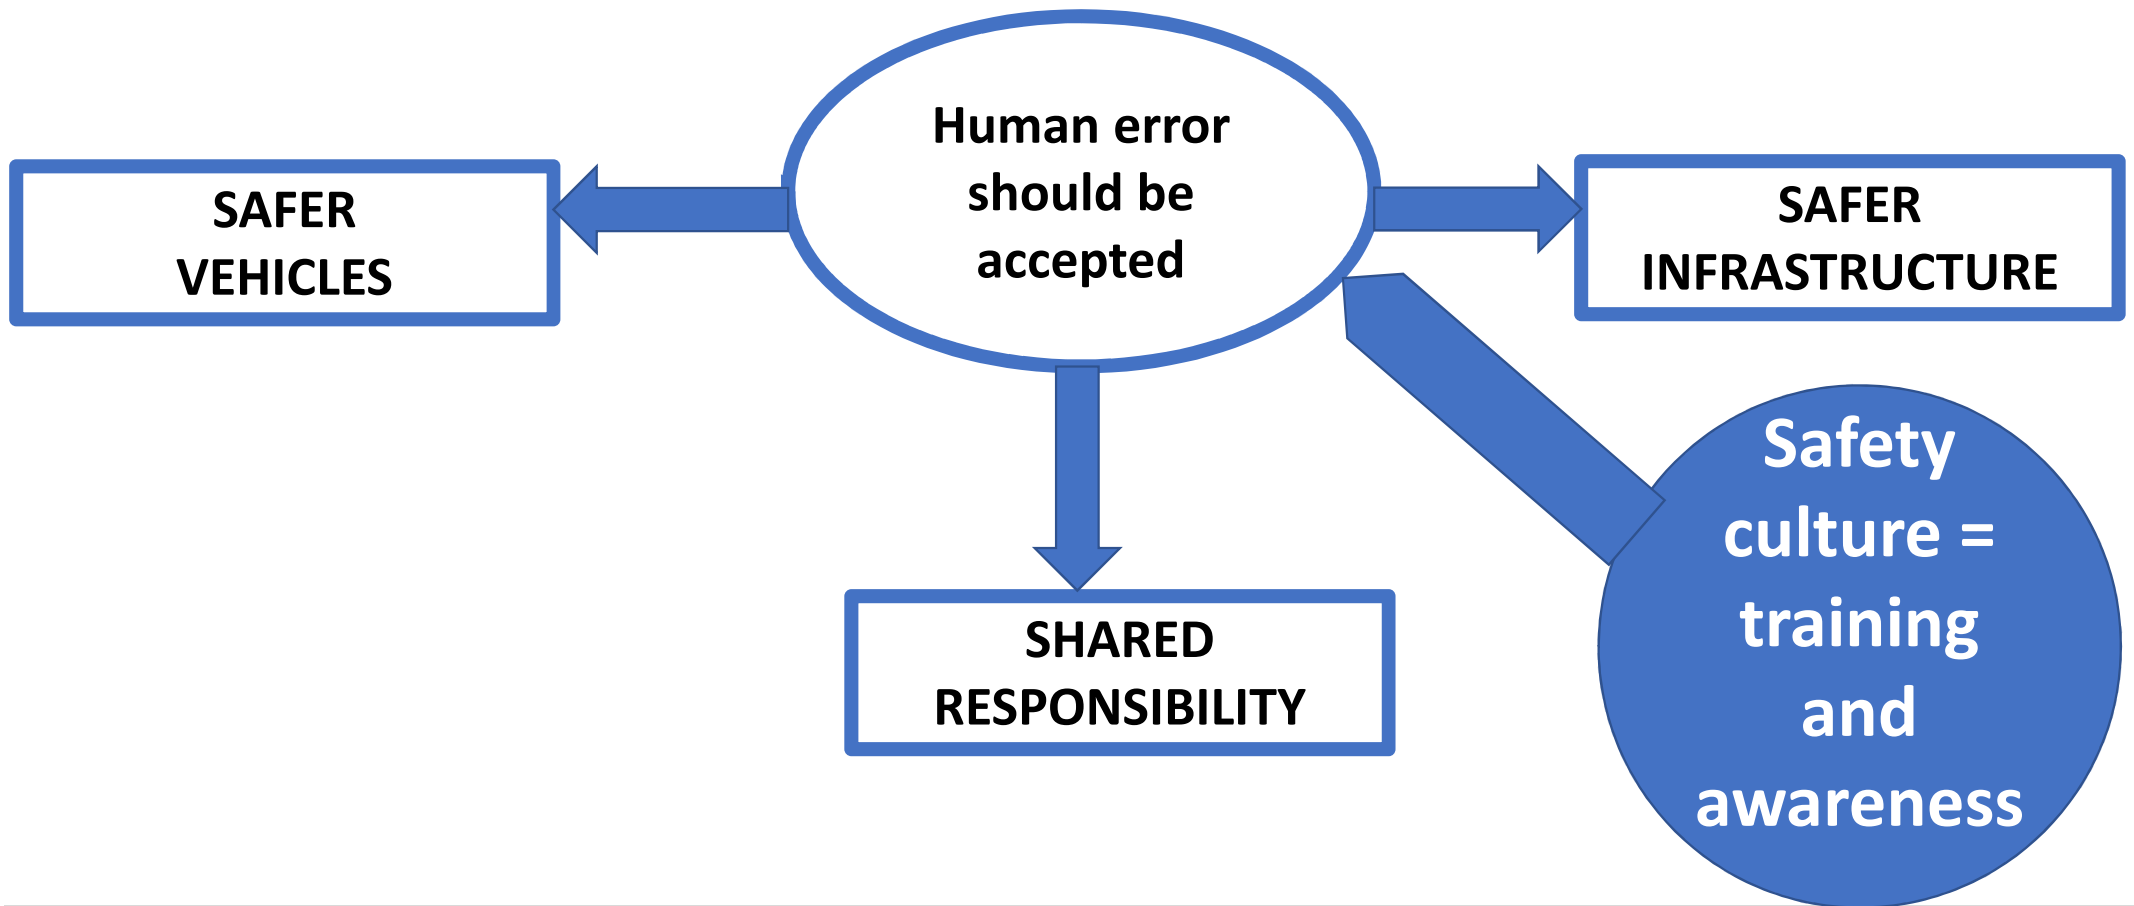 Human error
should be
accepted
SAFER
VEHICLES
SAFER
INFRASTRUCTURE
SHARED
RESPONSIBILITY
Safety
culture =
training
and
awareness